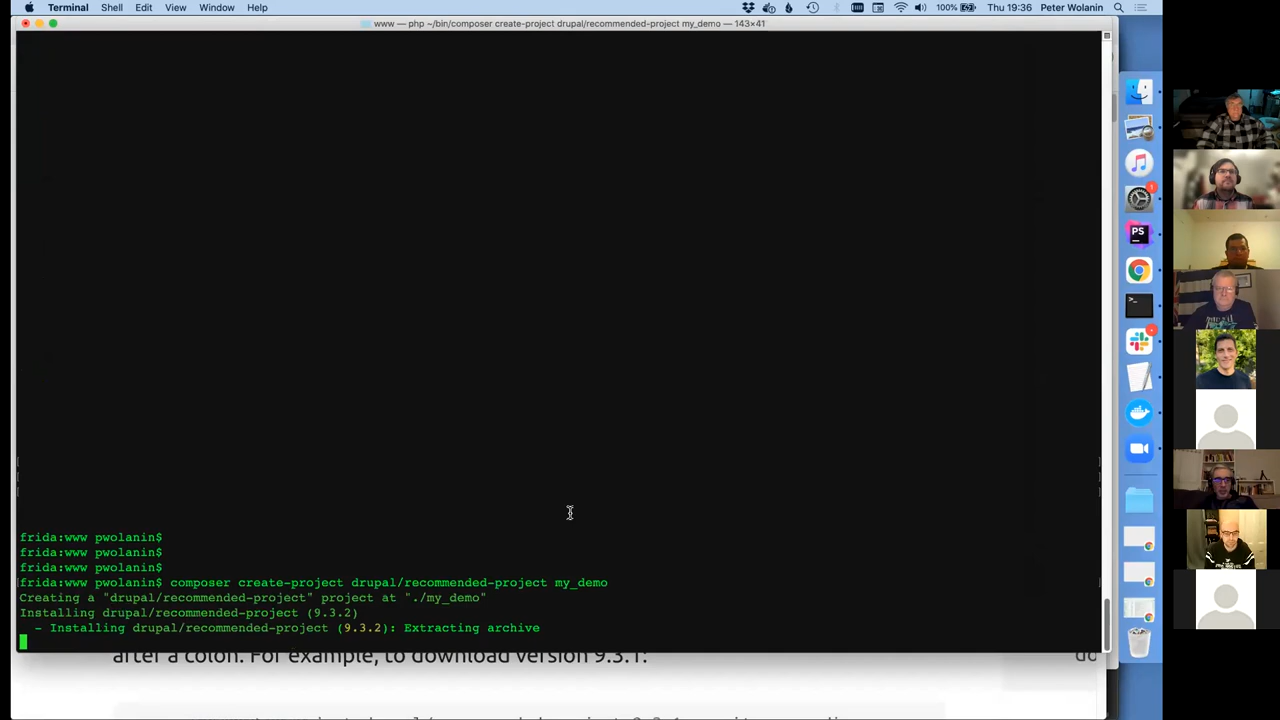 Terminal Shell Edit View Window Help 100% Thu 19:36 Peter Wolanin
www — php ~/bin/composer create-project drupal/recommended-project my_demo — 143×41
PS
frida:www pwolanin$
frida:www pwolanin$
frida:www pwolanin$
frida:www pwolanin$ composer create-project drupal/recommended-project my_demo
Creating a "drupal/recommended-project" project at "./my_demo"
Installing drupal/recommended-project (9.3.2)
- Installing drupal/recommended-project (9.3.2): Extracting archive
after a colon. For example, to download version 9.3.1: do